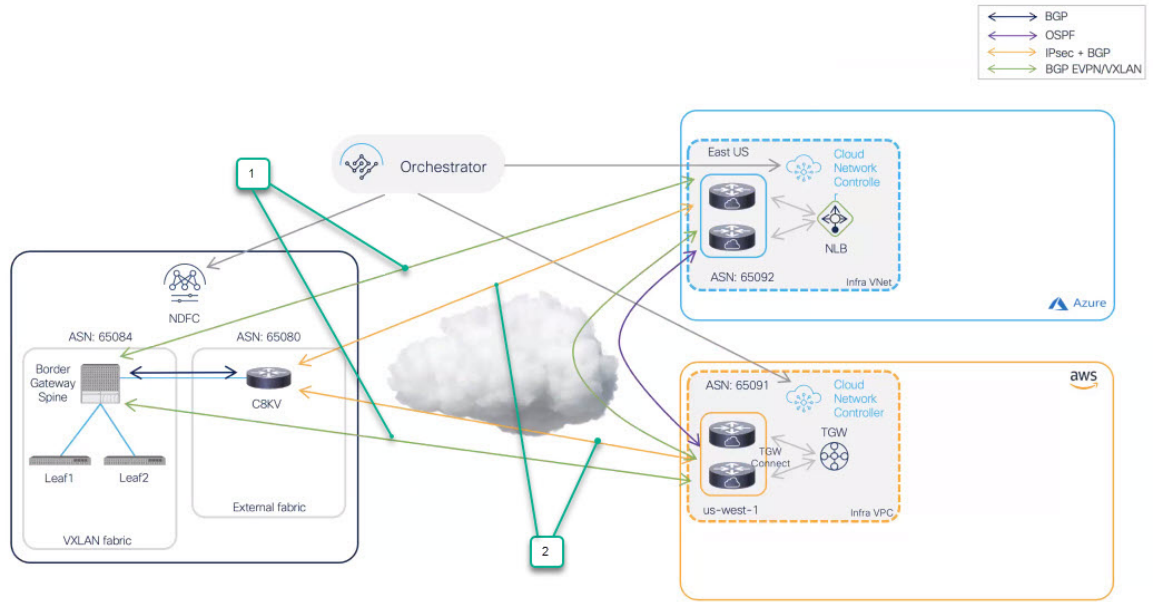 BGP
OSPF
IPsec + BGP
BGP EVPN/VXLAN
1
Orchestrator
East US
Cloud
Network
Controlle
r
NLB
ASN: 65092
Infra VNet
Azure
NDFC
ASN: 65084
ASN: 65080
Border
Gateway
Spine
C8KV
Leaf1
Leaf2
External fabric
VXLAN fabric
aws
ASN: 65091
Cloud
Network
Controller
TGW
TGW
Connect
us-west-1
Infra VPC
2